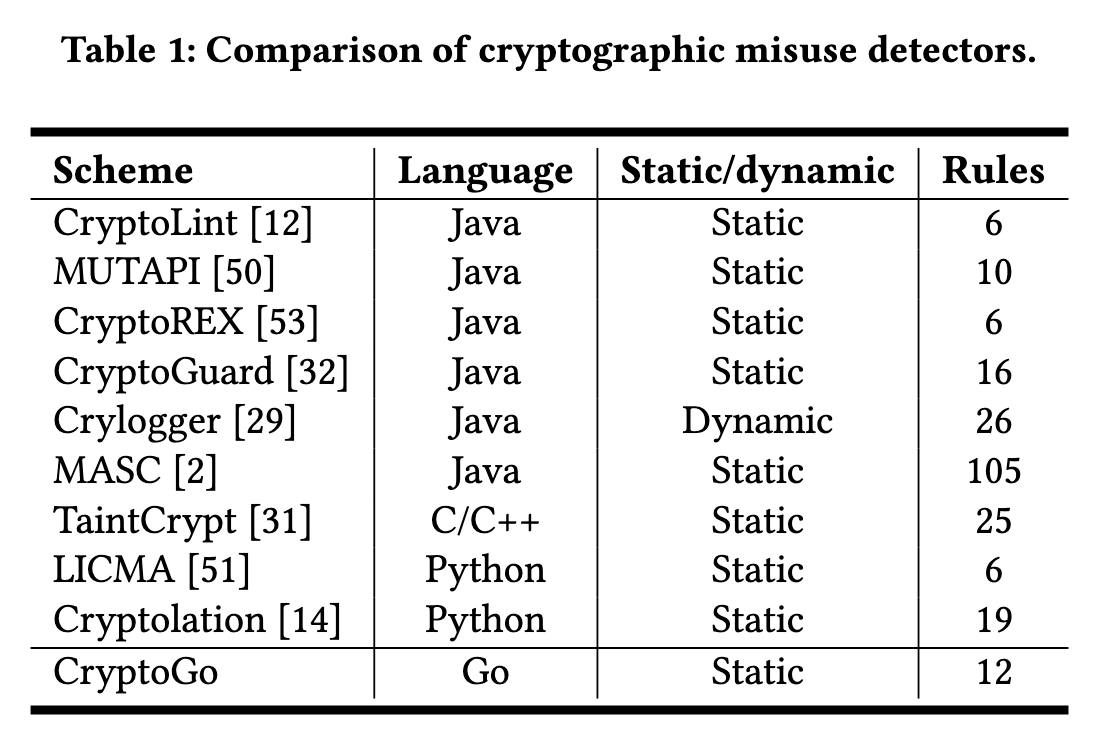 Table 1: Comparison of cryptographic misuse detectors.
Scheme Language Static/dynamic Rules
CryptoLint [12] Java Static 6
MUTAPI [50] Java Static 10
CryptoREX [53] Java Static 6
CryptoGuard [32] Java Static 16
Crylogger [29] Java Dynamic 26
MASC [2] Java Static 105
TaintCrypt [31] C/C++ Static 25
LICMA [51] Python Static 6
Cryptolation [14] Python Static 19
CryptoGo Go Static 12